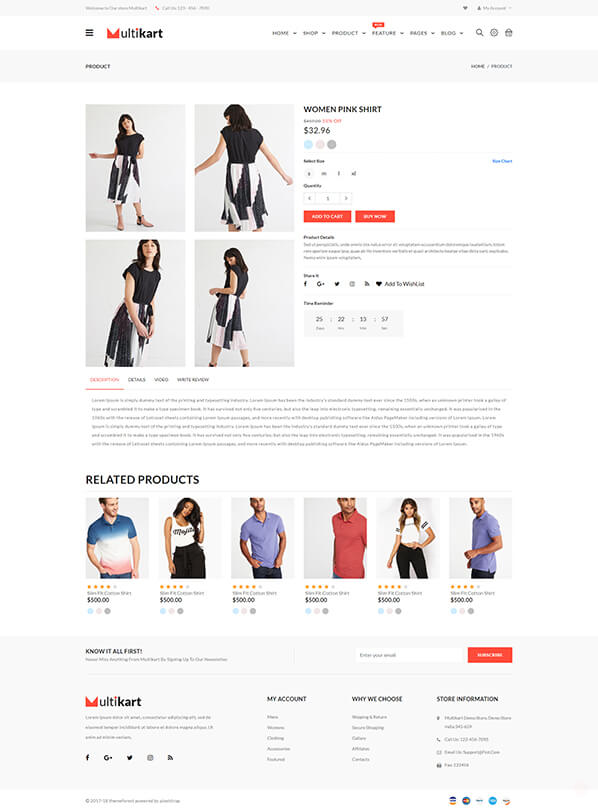 Welcome to Our store Multikart
Call Us: 123 - 456 - 7890
My Account
NEW
Multikart
HOME SHOP PRODUCT FEATURE PAGES BLOG
PRODUCT
HOME / PRODUCT
WOMEN PINK SHIRT
55% Off
$32.96
Select Size
Size Chart
s m l xl
Quantity
1
ADD TO CART BUY NOW
Product Details
Sed ut perspiciatis, unde omnis iste natus error sit voluptatem accusantium doloremque laudantium, totam
rem aperiam eaque ipsa, quae ab illo inventore veritatis et quasi architecto beatae vitae dicta sunt, explicabo.
Nemo enim ipsam voluptatem,
Share It
Add To WishList
Time Reminder
25 : 22 : 13 : 57
Days Hrs Min Sec
DESCRIPTION DETAILS VIDEO WRITE REVIEW
Lorem Ipsum is simply dummy text of the printing and typesetting industry. Lorem Ipsum has been the industry's standard dummy text ever since the 1500s, when an unknown printer took a galley of
type and scrambled it to make a type specimen book. It has survived not only five centuries, but also the leap into electronic typesetting, remaining essentially unchanged. It was popularised in the
1960s with the release of Letraset sheets containing Lorem Ipsum passages, and more recently with desktop publishing software like Aldus PageMaker including versions of Lorem Ipsum. Lorem
Ipsum is simply dummy text of the printing and typesetting industry. Lorem Ipsum has been the industry's standard dummy text ever since the 1500s, when an unknown printer took a galley of type
and scrambled it to make a type specimen book. It has survived not only five centuries, but also the leap into electronic typesetting, remaining essentially unchanged. It was popularised in the 1960s
with the release of Letraset sheets containing Lorem Ipsum passages, and more recently with desktop publishing software like Aldus PageMaker including versions of Lorem Ipsum.
RELATED PRODUCTS
Slim Fit Cotton Shirt
$500.00
Slim Fit Cotton Shirt
$500.00
Slim Fit Cotton Shirt
$500.00
Slim Fit Cotton Shirt
$500.00
Slim Fit Cotton Shirt
$500.00
Slim Fit Cotton Shirt
$500.00
KNOW IT ALL FIRST!
Never Miss Anything From Multikart By Signing Up To Our Newsletter.
Enter your email
SUBSCRIBE
Multikart
Lorem ipsum dolor sit amet, consectetur adipiscing elit, sed do
eiusmod tempor incididunt ut labore et dolore magna aliqua. Ut
enim ad minim veniam,
MY ACCOUNT
Mens
Womens
Clothing
Accessories
Featured
WHY WE CHOOSE
Shipping & Return
Secure Shopping
Gallary
Affiliates
Contacts
STORE INFORMATION
Multikart Demo Store, Demo Store
India 345-659
Call Us: 123-456-7898
Email Us: Support@Fiot.Com
Fax: 123456
© 2017-18 themeforest powered by pixelstrap